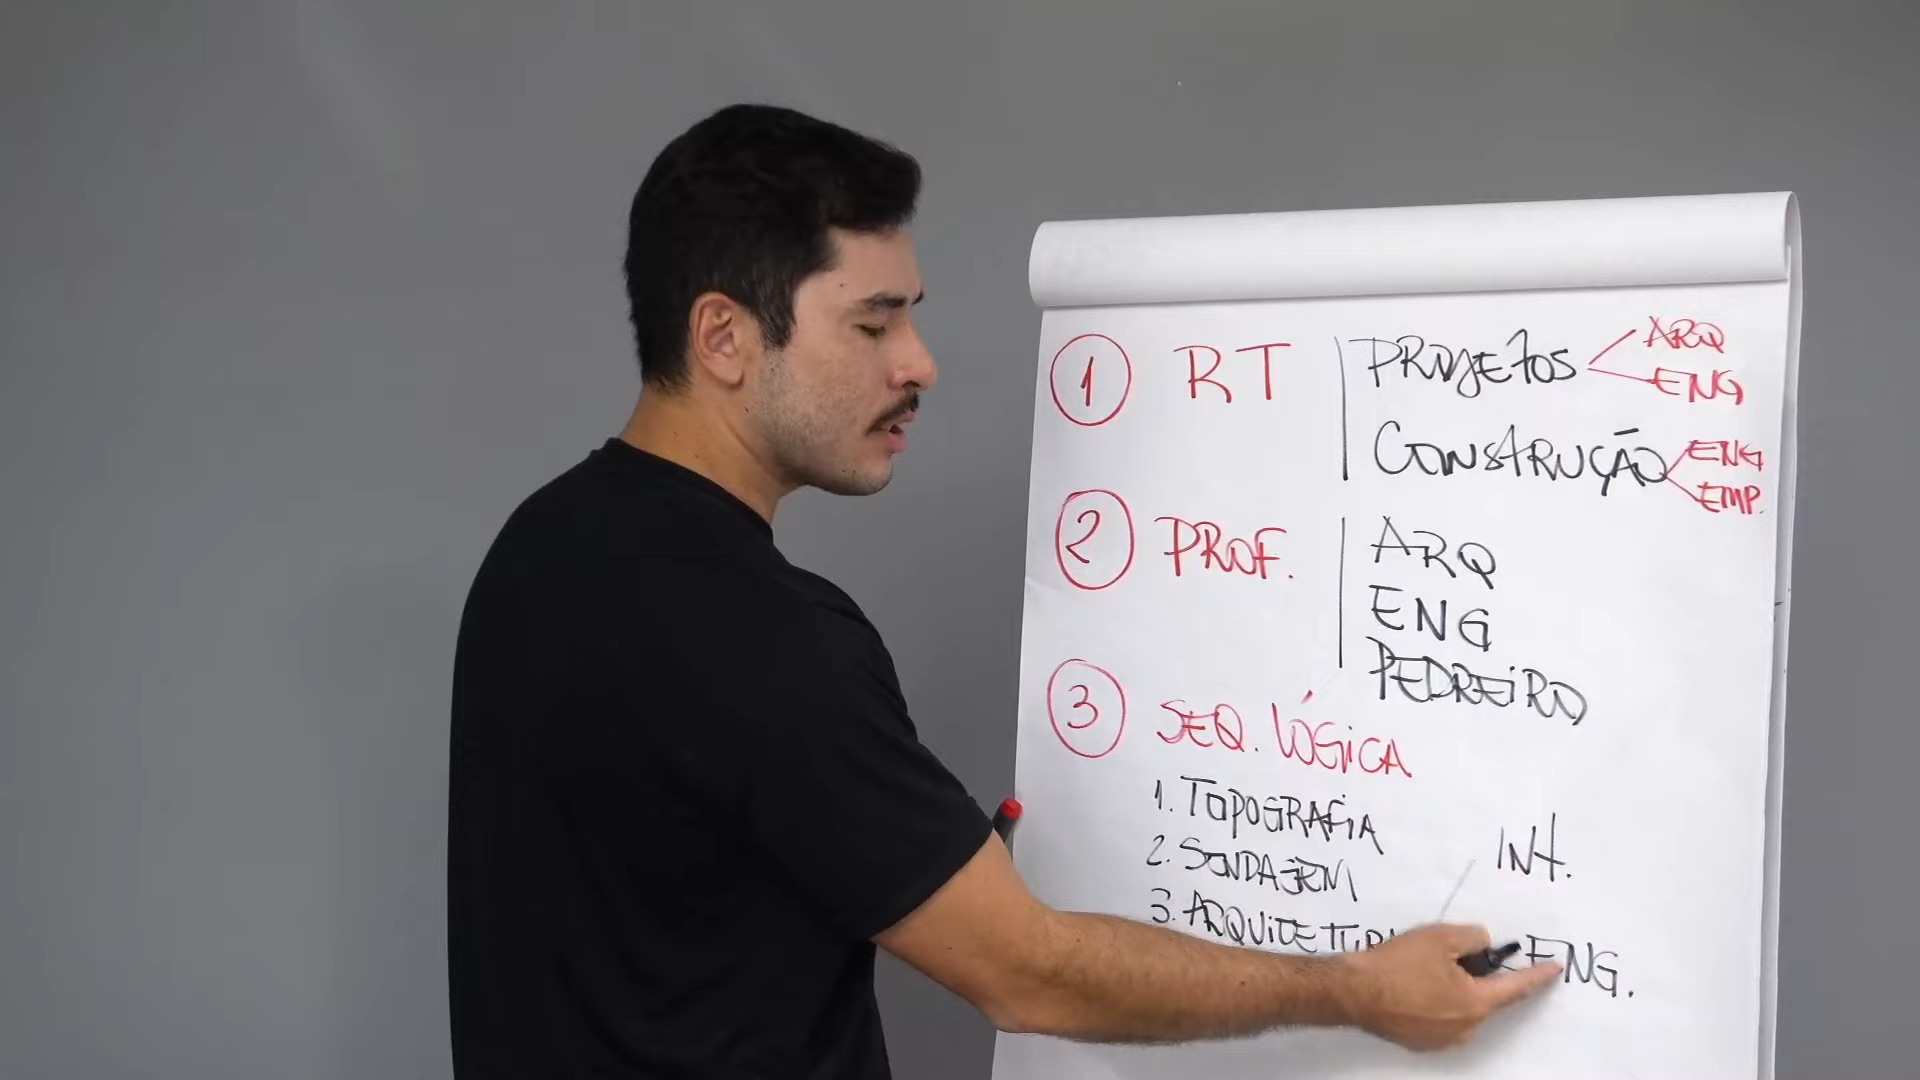 1 RT PROJETOS ARQ
ENG
CONSTRUÇÃO ENG
EMP.
2 PROF. ARQ
ENG
PEDREIRO
3 SEQ. LÓGICA
1. TOPOGRAFIA
2. SONDAGEM
3. ARQUITETURA INT.
ENG.